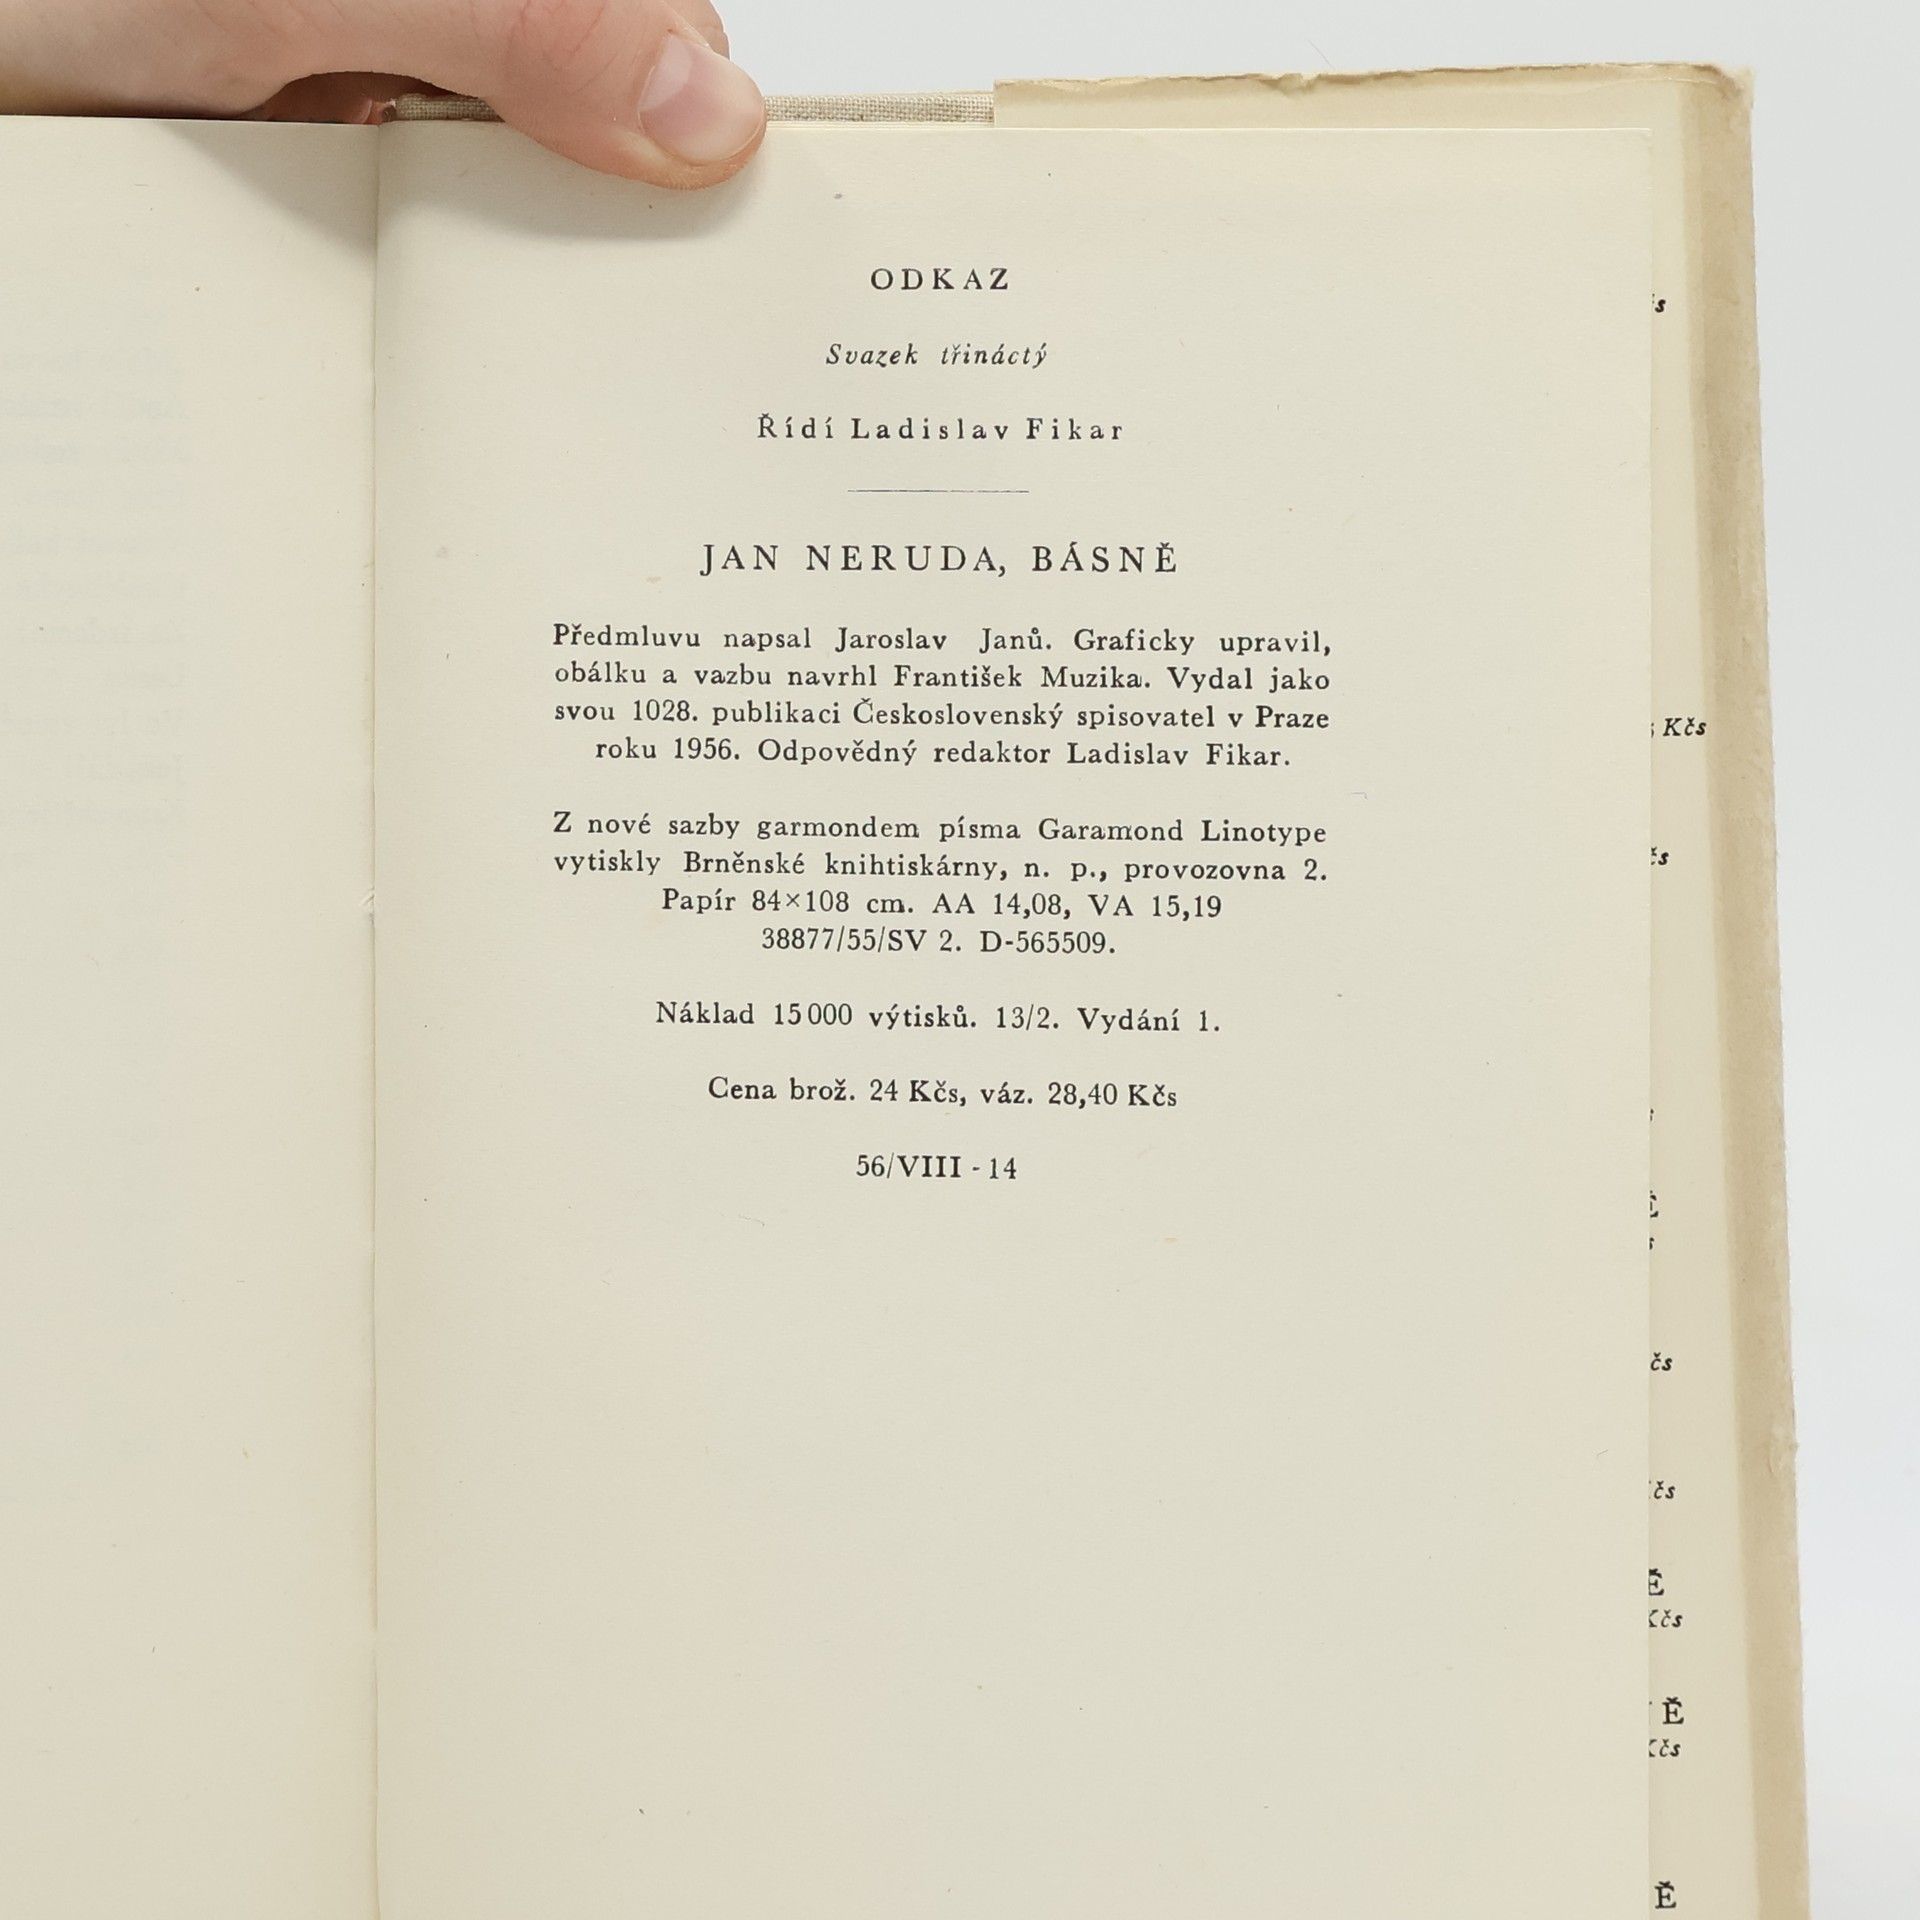 ODKAZ
Svazek třináctý
Řídí Ladislav Fikar
JAN NERUDA, BÁSNĚ
Předmluvu napsal Jaroslav Janů. Graficky upravil,
obálku a vazbu navrhl František Muzika. Vydal jako
svou 1028. publikaci Československý spisovatel v Praze
roku 1956. Odpovědný redaktor Ladislav Fikar.
Z nové sazby garmondem písma Garamond Linotype
vytiskly Brněnské knihtiskárny, n. p., provozovna 2.
Papír 84×108 cm. AA 14,08, VA 15,19
38877/55/SV 2. D-565509.
Náklad 15 000 výtisků. 13/2. Vydání 1.
Cena brož. 24 Kčs, váz. 28,40 Kčs
56/VIII - 14
Kčs